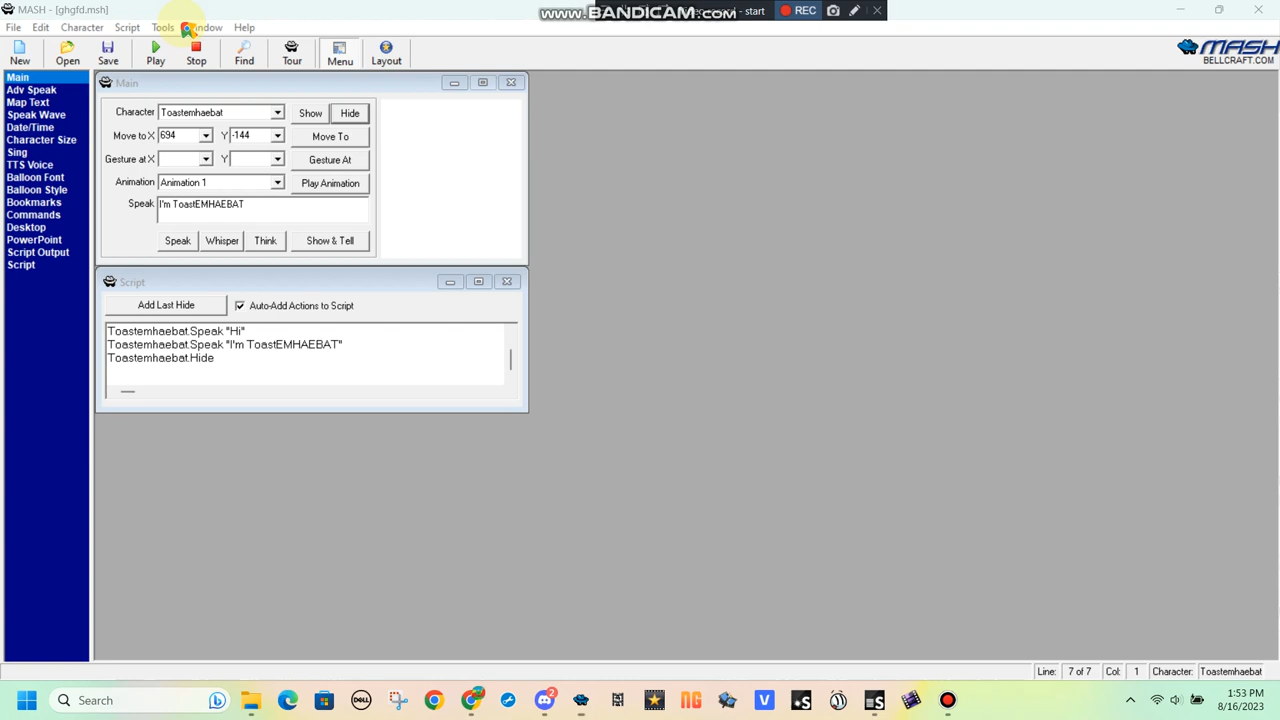 MASH - [ghgfd.msh]
www.BANDICAM.com
- start
REC
File Edit Character Script Tools Window Help
New Open Save Play Stop Find Tour Menu Layout
MASH
BELLCRAFT.COM
Main
Adv Speak
Map Text
Speak Wave
Date/Time
Character Size
Sing
TTS Voice
Balloon Font
Balloon Style
Bookmarks
Commands
Desktop
PowerPoint
Script Output
Script
Main
Character Toastemhaebat Show Hide
Move to X 694 Y -144 Move To
Gesture at X Y Gesture At
Animation Animation 1 Play Animation
Speak I'm ToastEMHAEBAT
Speak Whisper Think Show & Tell
Script
Add Last Hide Auto-Add Actions to Script
Toastemhaebat.Speak "Hi"
Toastemhaebat.Speak "I'm ToastEMHAEBAT"
Toastemhaebat.Hide
Line: 7 of 7 Col: 1 Character: Toastemhaebat
Search
DELL
2
NG
V
S
S
1:53 PM
8/16/2023